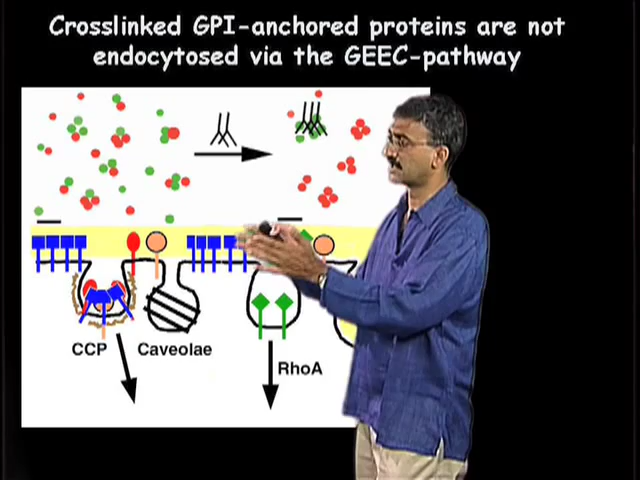 Crosslinked GPI-anchored proteins are not
endocytosed via the GEEC-pathway
CCP
Caveolae
RhoA